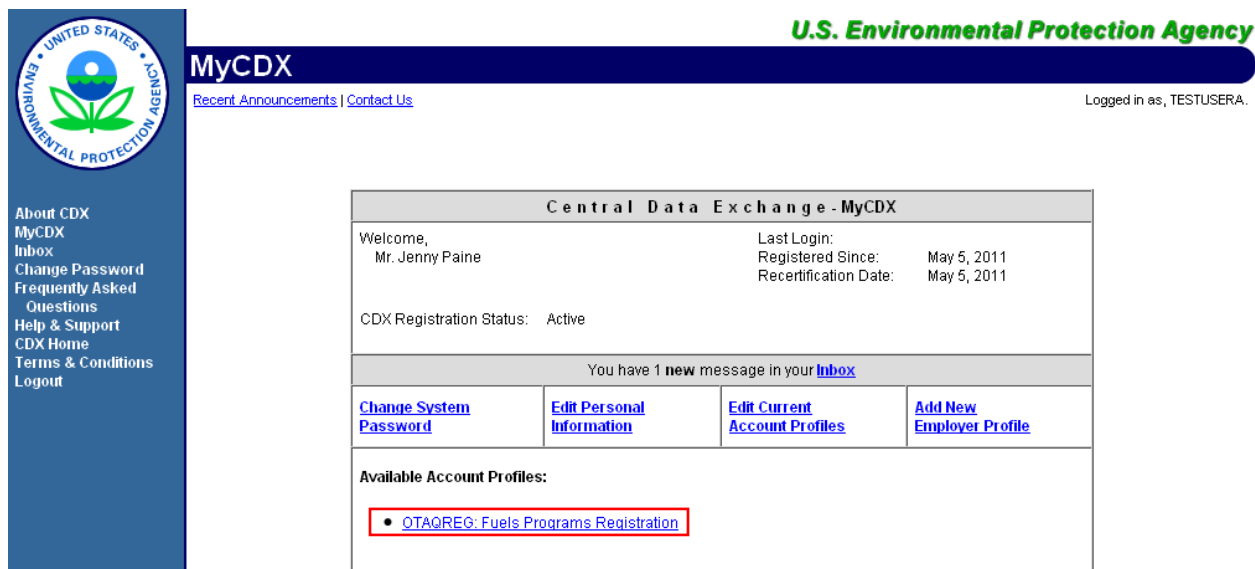 UNITED STATES
ENVIRONMENTAL PROTECTION AGENCY
U.S. Environmental Protection Agency
MyCDX
Recent Announcements | Contact Us
Logged in as, TESTUSERA.
About CDX
MyCDX
Inbox
Change Password
Frequently Asked
Questions
Help & Support
CDX Home
Terms & Conditions
Logout
Central Data Exchange - MyCDX
Welcome,
Mr. Jenny Paine
Last Login:
Registered Since: May 5, 2011
Recertification Date: May 5, 2011
CDX Registration Status: Active
You have 1 new message in your Inbox
Change System
Password
Edit Personal
Information
Edit Current
Account Profiles
Add New
Employer Profile
Available Account Profiles:
• OTAQREG: Fuels Programs Registration